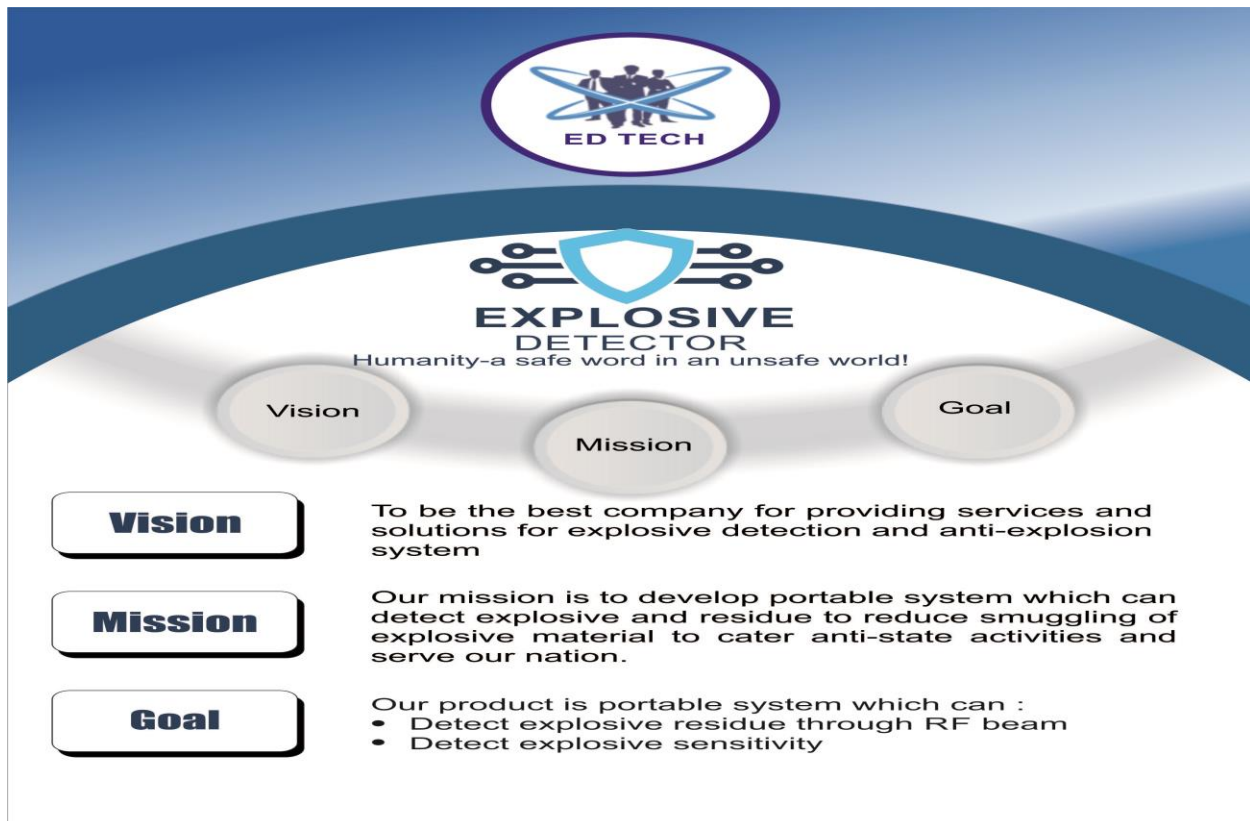 ED TECH
EXPLOSIVE
DETECTOR
Humanity-a safe word in an unsafe world!
Vision
Mission
Goal
Vision
To be the best company for providing services and
solutions for explosive detection and anti-explosion
system
Mission
Our mission is to develop portable system which can
detect explosive and residue to reduce smuggling of
explosive material to cater anti-state activities and
serve our nation.
Goal
Our product is portable system which can :
• Detect explosive residue through RF beam
• Detect explosive sensitivity